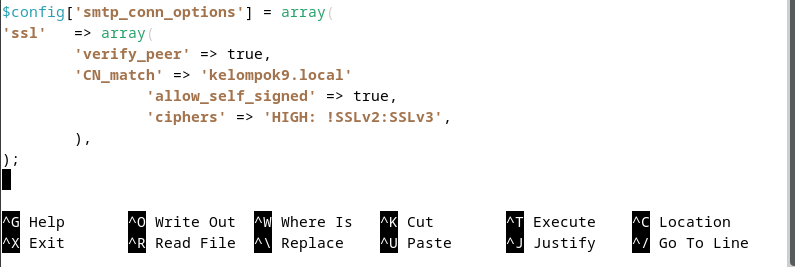 $config['smtp_conn_options'] = array(
'ssl'   => array(
        'verify_peer' => true,
        'CN_match' => 'kelompok9.local'
                'allow_self_signed' => true,
                'ciphers' => 'HIGH: !SSLv2:SSLv3',
        ),
);
^G Help       ^O Write Out  ^W Where Is   ^K Cut        ^T Execute    ^C Location
^X Exit       ^R Read File  ^\ Replace    ^U Paste      ^J Justify    ^/ Go To Line